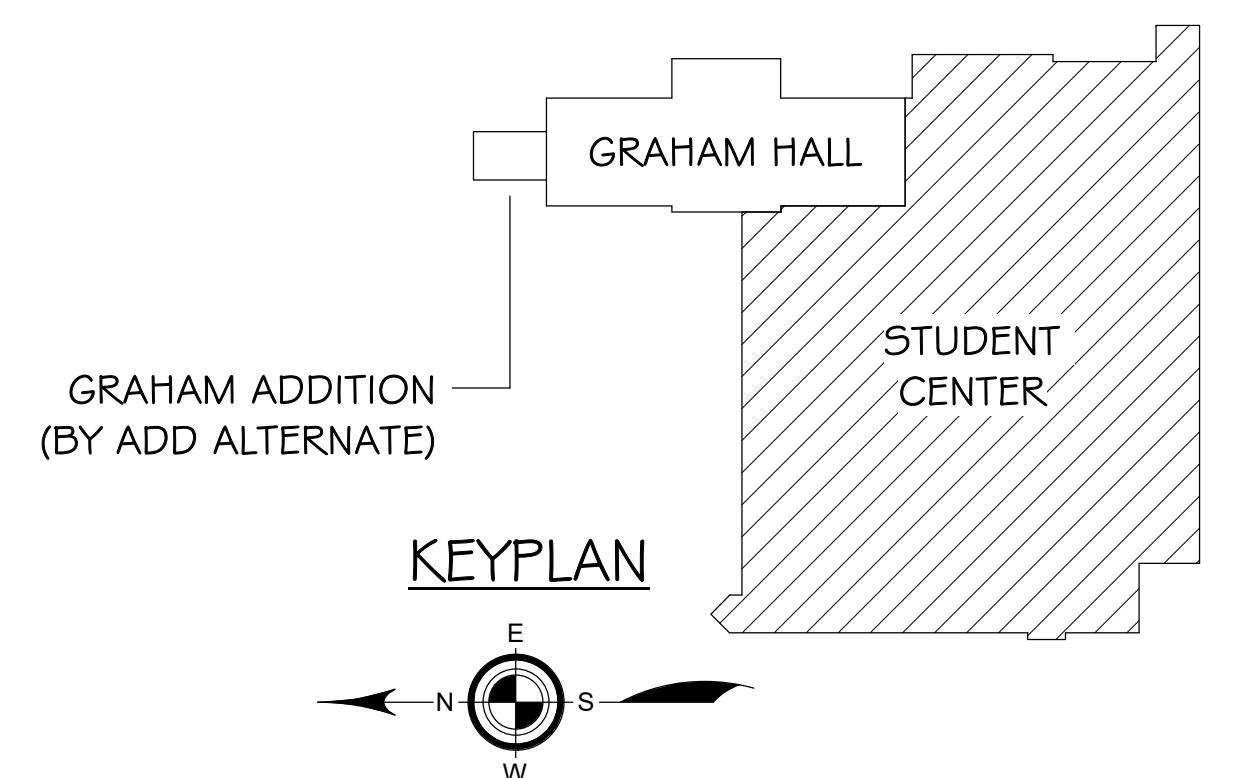 GRAHAM HALL
STUDENT
CENTER
GRAHAM ADDITION
(BY ADD ALTERNATE)
KEYPLAN
E
N
S
W